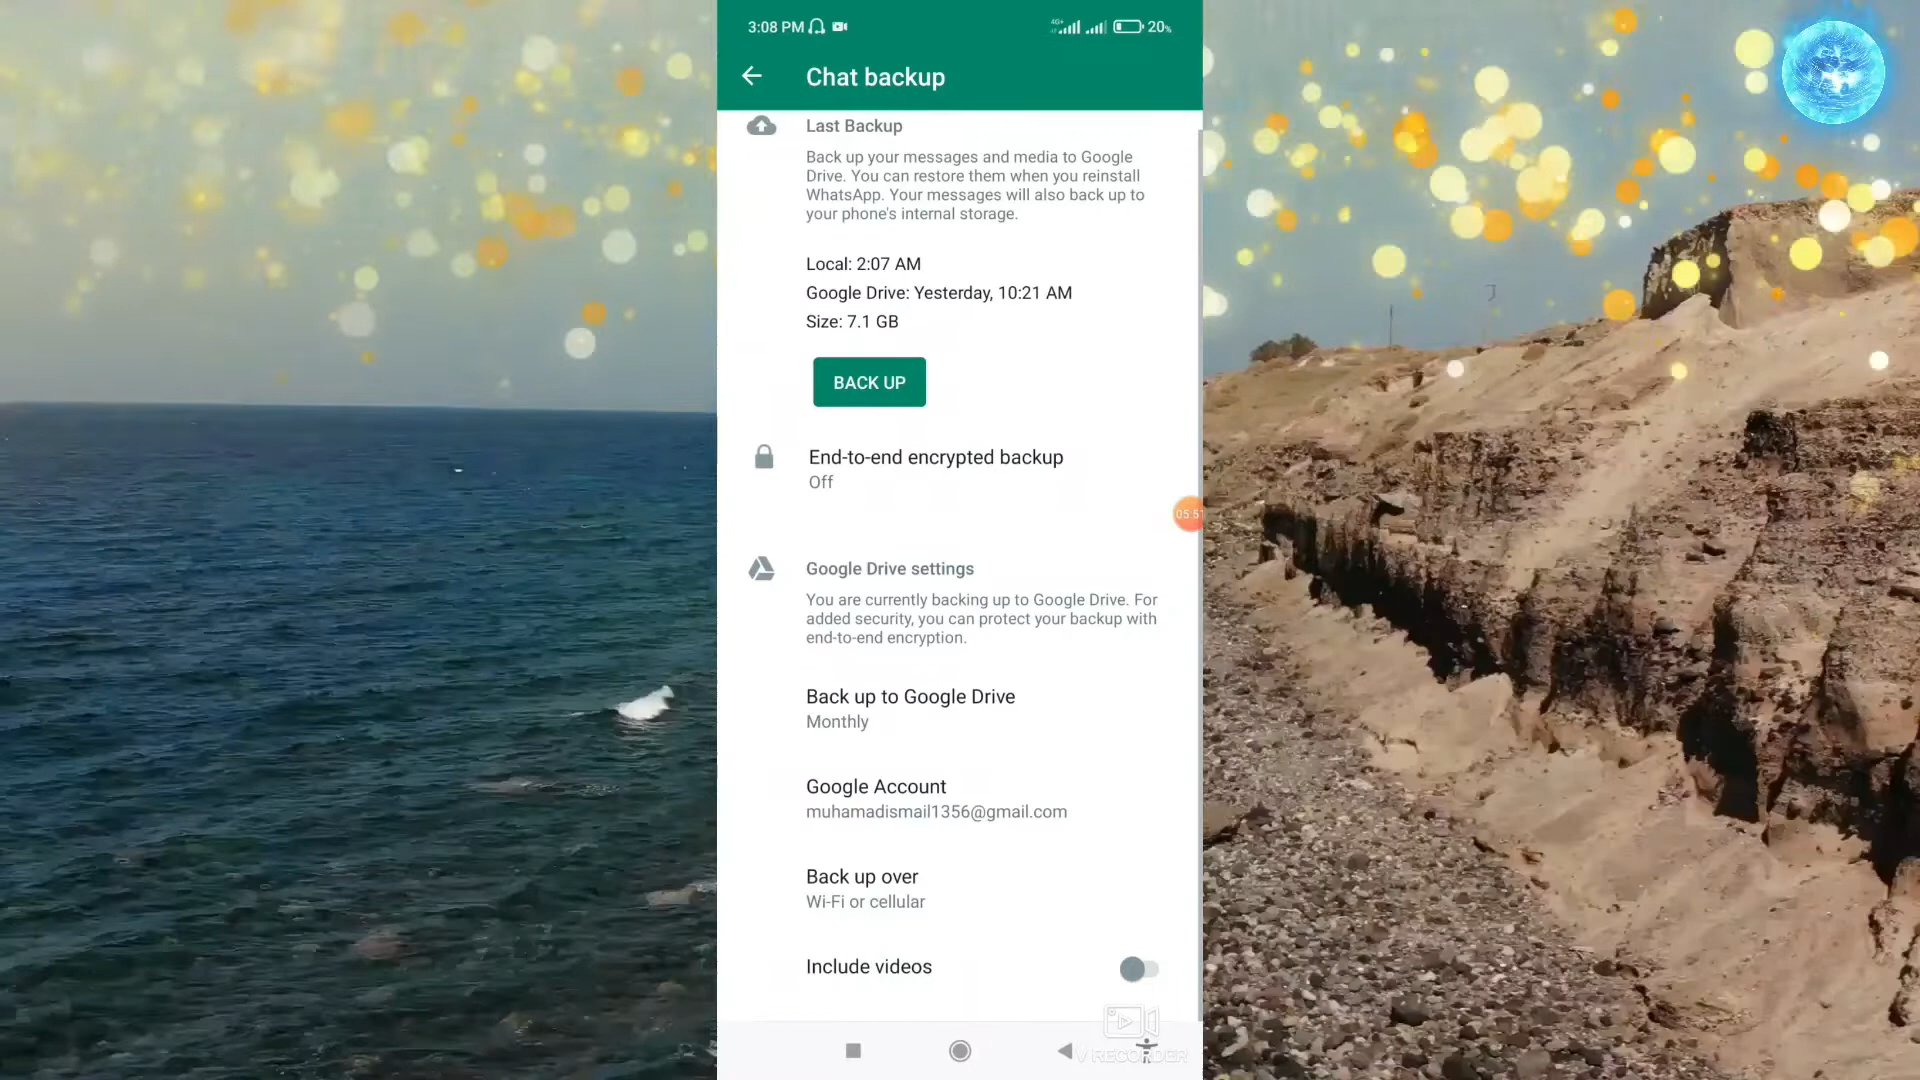 3:08 PM
4G+
20%
Chat backup
Last Backup
Back up your messages and media to Google
Drive. You can restore them when you reinstall
WhatsApp. Your messages will also back up to
your phone's internal storage.
Local: 2:07 AM
Google Drive: Yesterday, 10:21 AM
Size: 7.1 GB
BACK UP
End-to-end encrypted backup
Off
05:51
Google Drive settings
You are currently backing up to Google Drive. For
added security, you can protect your backup with
end-to-end encryption.
Back up to Google Drive
Monthly
Google Account
muhamadismail1356@gmail.com
Back up over
Wi-Fi or cellular
Include videos
V RECORDER